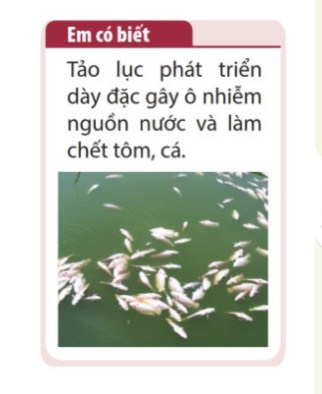 Em có biết
Tảo lục phát triển
dày đặc gây ô nhiễm
nguồn nước và làm
chết tôm, cá.